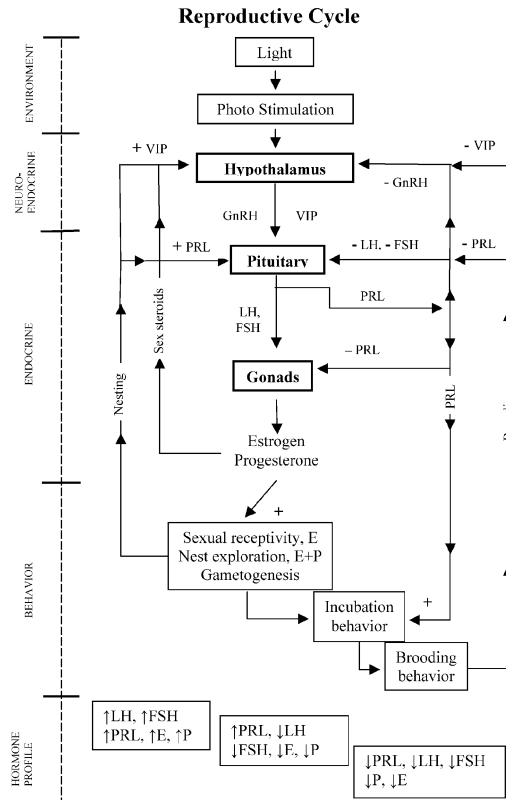 Reproductive Cycle
ENVIRONMENT
Light
Photo Stimulation
NEURO-
ENDOCRINE
+ VIP
- VIP
Hypothalamus
- GnRH
GnRH VIP
ENDOCRINE
+ PRL
Pituitary
- LH, - FSH
- PRL
PRL
LH,
FSH
Sex steroids
Nesting
– PRL
Gonads
PRL
Estrogen
Progesterone
BEHAVIOR
+
Sexual receptivity, E
Nest exploration, E+P
Gametogenesis
+
Incubation
behavior
Brooding
behavior
HORMONE
PROFILE
↑LH, ↑FSH
↑PRL, ↑E, ↑P
↑PRL, ↓LH
↓FSH, ↓E, ↓P
↓PRL, ↓LH, ↓FSH
↓P, ↓E